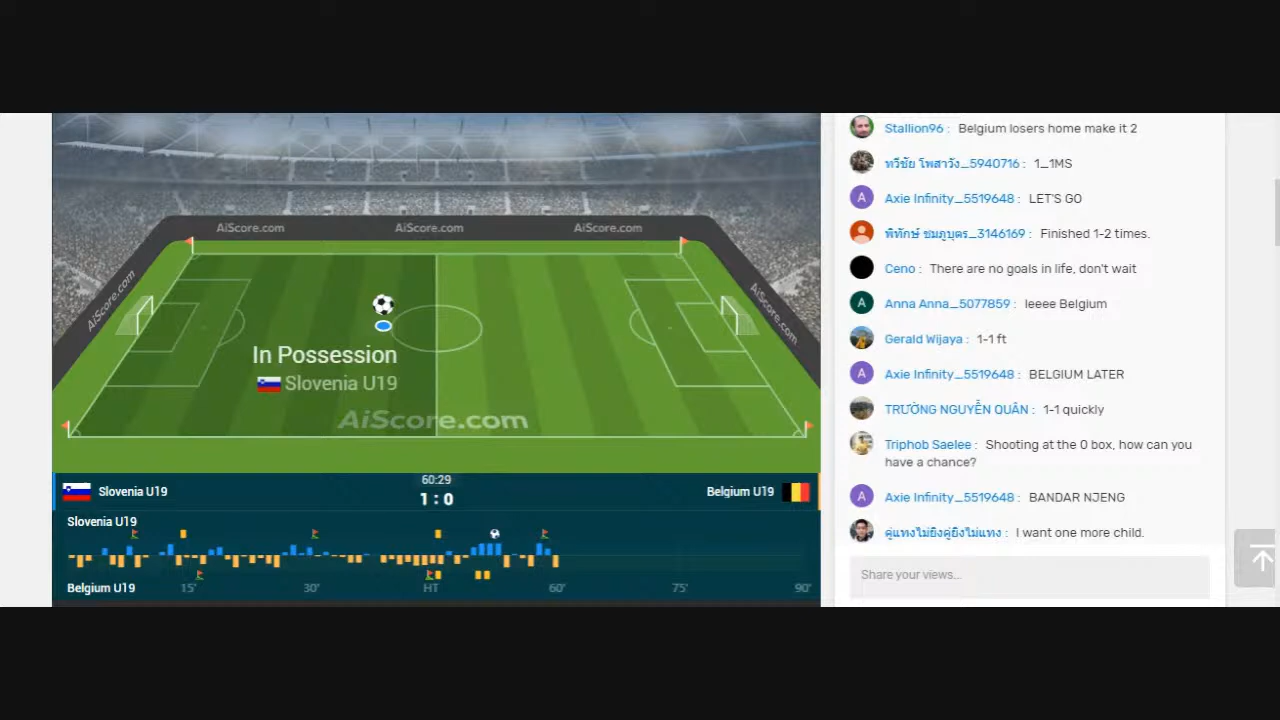 AiScore.com AiScore.com AiScore.com
AiScore.com
AiScore.com
In Possession
Slovenia U19
AiScore.com
60:29
Slovenia U19 1 : 0 Belgium U19
Slovenia U19
Belgium U19 15' 30' HT 60' 75' 90'
Stallion96 : Belgium losers home make it 2
ทวีชัย โพสาวัง_5940716 : 1_1MS
A Axie Infinity_5519648 : LET'S GO
พิทักษ์ ชมภูบุตร_3146169 : Finished 1-2 times.
Ceno : There are no goals in life, don't wait
A Anna Anna_5077859 : leeee Belgium
Gerald Wijaya : 1-1 ft
A Axie Infinity_5519648 : BELGIUM LATER
TRƯỜNG NGUYỄN QUÂN : 1-1 quickly
Triphob Saelee : Shooting at the 0 box, how can you
have a chance?
A Axie Infinity_5519648 : BANDAR NJENG
คู่แทงไม่ยิงคู่ยิงไม่แทง : I want one more child.
Share your views...